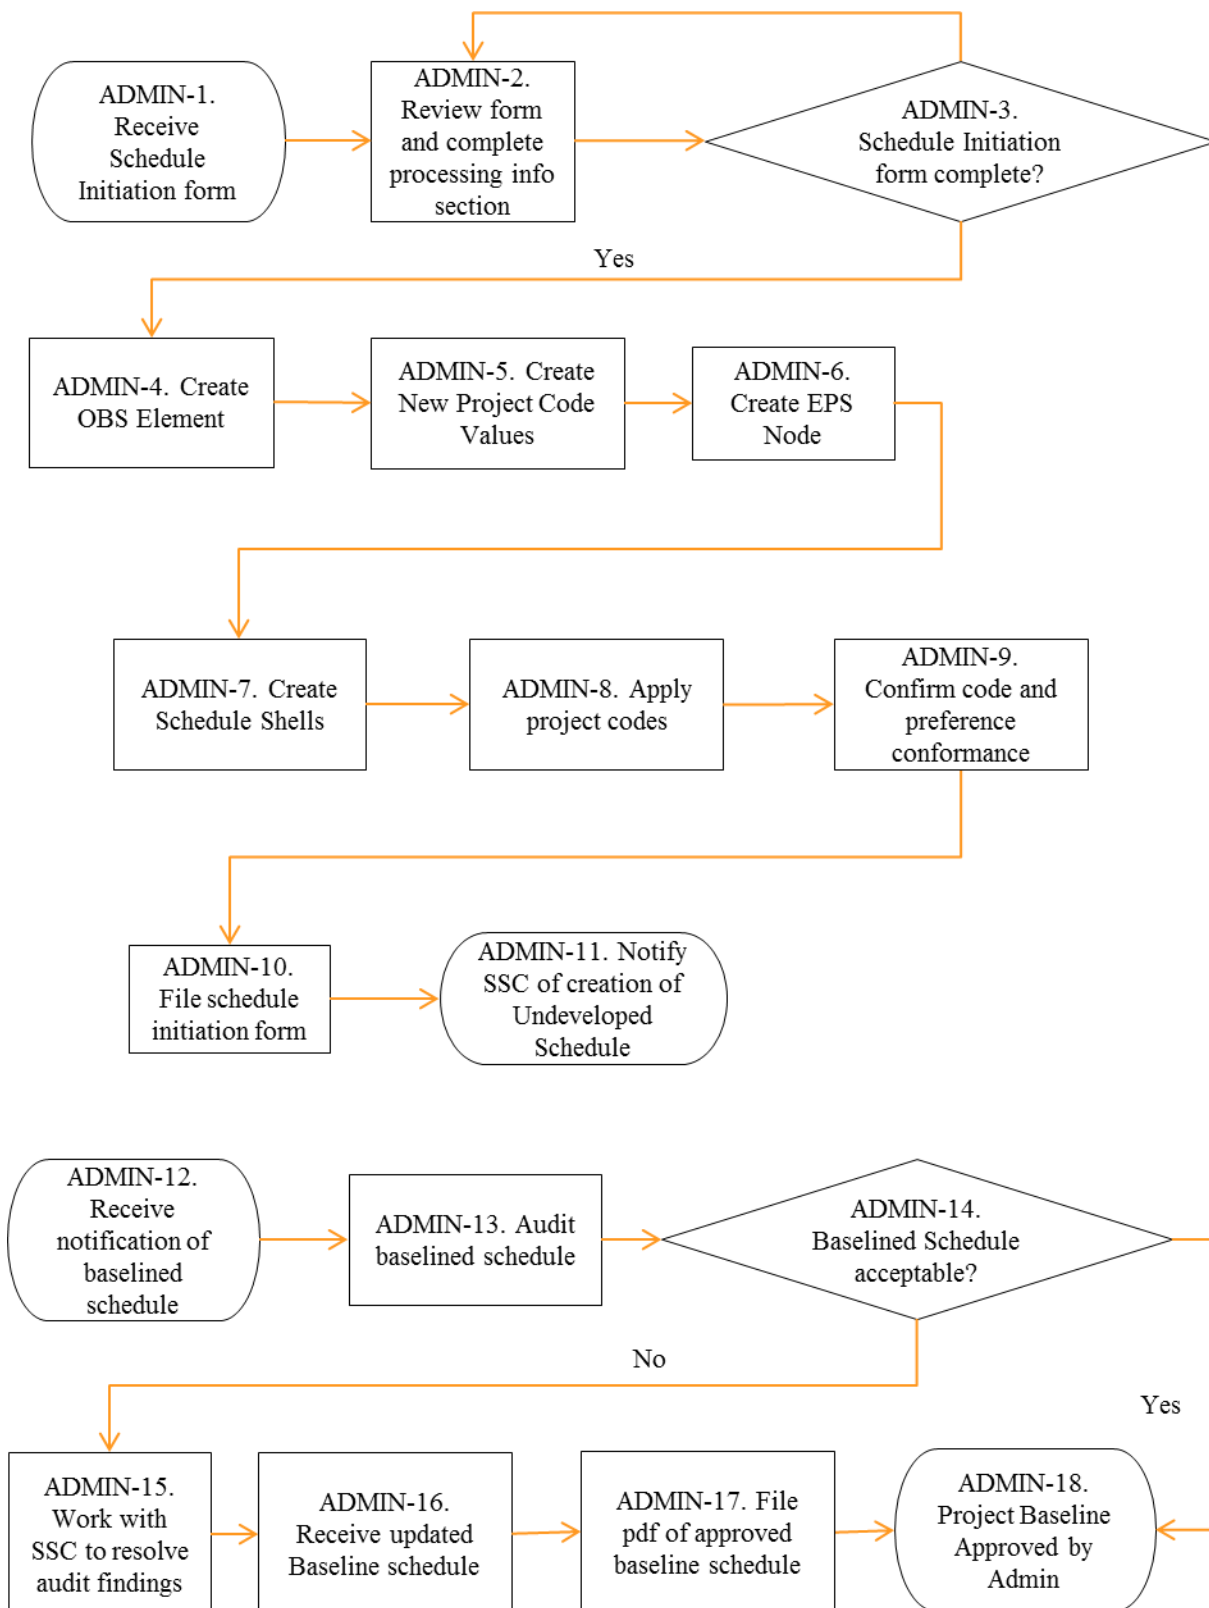 ADMIN-1.
Receive
Schedule
Initiation form
ADMIN-2.
Review form
and complete
processing info
section
ADMIN-3.
Schedule Initiation
form complete?
Yes
ADMIN-4. Create
OBS Element
ADMIN-5. Create
New Project Code
Values
ADMIN-6.
Create EPS
Node
ADMIN-7. Create
Schedule Shells
ADMIN-8. Apply
project codes
ADMIN-9.
Confirm code and
preference
conformance
ADMIN-10.
File schedule
initiation form
ADMIN-11. Notify
SSC of creation of
Undeveloped
Schedule
ADMIN-12.
Receive
notification of
baselined
schedule
ADMIN-13. Audit
baselined schedule
ADMIN-14.
Baselined Schedule
acceptable?
No
Yes
ADMIN-15.
Work with
SSC to resolve
audit findings
ADMIN-16.
Receive updated
Baseline schedule
ADMIN-17. File
pdf of approved
baseline schedule
ADMIN-18.
Project Baseline
Approved by
Admin